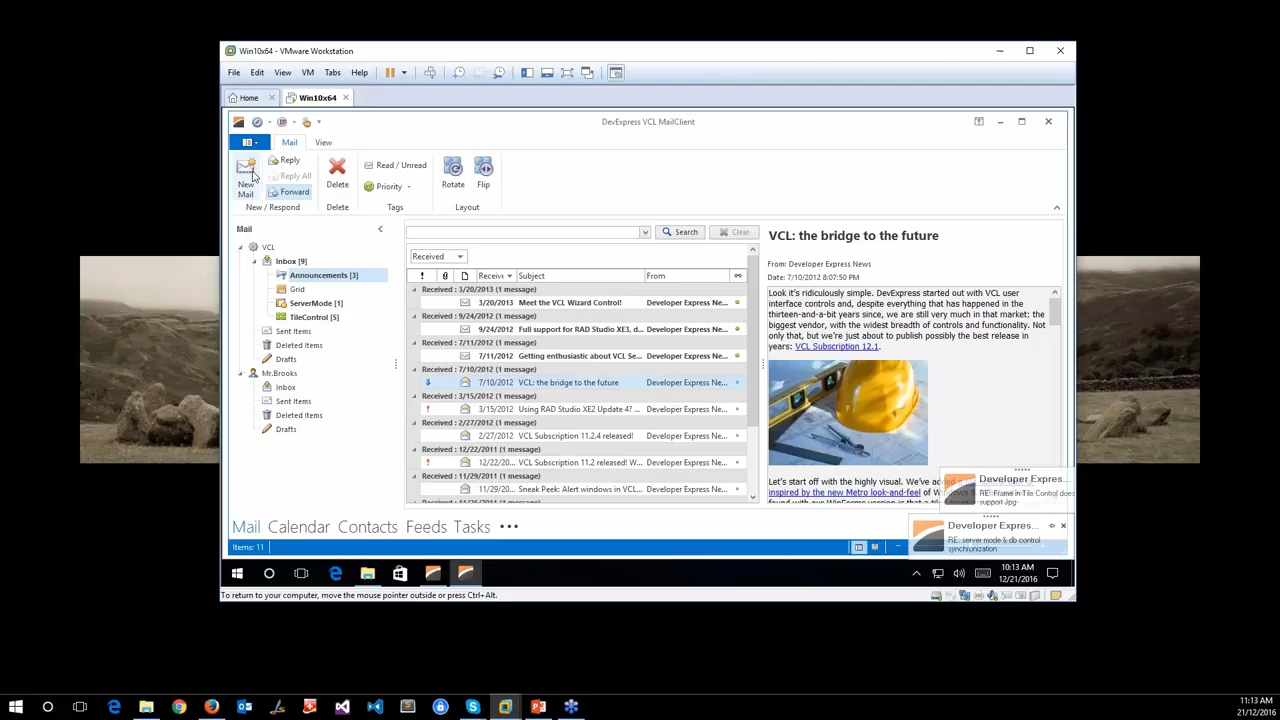 Win10x64 - VMware Workstation
File Edit View VM Tabs Help
Home Win10x64
DevExpress VCL MailClient
Mail View
New Mail
Reply
Reply All
Forward
Delete
Read / Unread
Priority
Rotate Flip
New / Respond Delete Tags Layout
Mail
VCL
Inbox [9]
Announcements [3]
Grid
ServerMode [1]
TileControl [5]
Sent Items
Deleted Items
Drafts
Mr.Brooks
Inbox
Sent Items
Deleted Items
Drafts
Search Clear
Received
! Subject From
Received : 3/20/2013 (1 message)
3/20/2013 Meet the VCL Wizard Control! Developer Express Ne...
Received : 9/24/2012 (1 message)
9/24/2012 Full support for RAD Studio XE3, d... Developer Express Ne...
Received : 7/11/2012 (1 message)
7/11/2012 Getting enthusiastic about VCL Se... Developer Express Ne...
Received : 7/10/2012 (1 message)
7/10/2012 VCL: the bridge to the future Developer Express Ne...
Received : 3/15/2012 (1 message)
! 3/15/2012 Using RAD Studio XE2 Update 4? ... Developer Express Ne...
Received : 2/27/2012 (1 message)
2/27/2012 VCL Subscription 11.2.4 released! Developer Express Ne...
Received : 12/22/2011 (1 message)
! 12/22/20... VCL Subscription 11.2 released! W... Developer Express Ne...
Received : 11/29/2011 (1 message)
11/29/20... Sneak Peek: Alert windows in VCL... Developer Express Ne...
VCL: the bridge to the future
From: Developer Express News
Date: 7/10/2012 8:07:50 PM
Look it's ridiculously simple. DevExpress started out with VCL user
interface controls and, despite everything that has happened in the
thirteen-and-a-bit years since, we are still very much in that market: the
biggest vendor, with the widest breadth of controls and functionality. Not
only that, but we're just about to publish possibly the best release in
years: VCL Subscription 12.1.
Let's start off with the highly visual. We've
inspired by the new Metro look-and-feel of
Developer Expres...
RE: Frame in Tile Control does
support Jpg
Developer Expres...
RE: server mode & db control
synchronization
Mail Calendar Contacts Feeds Tasks •••
Items: 11
10:13 AM
12/21/2016
To return to your computer, move the mouse pointer outside or press Ctrl+Alt.
11:13 AM
21/12/2016